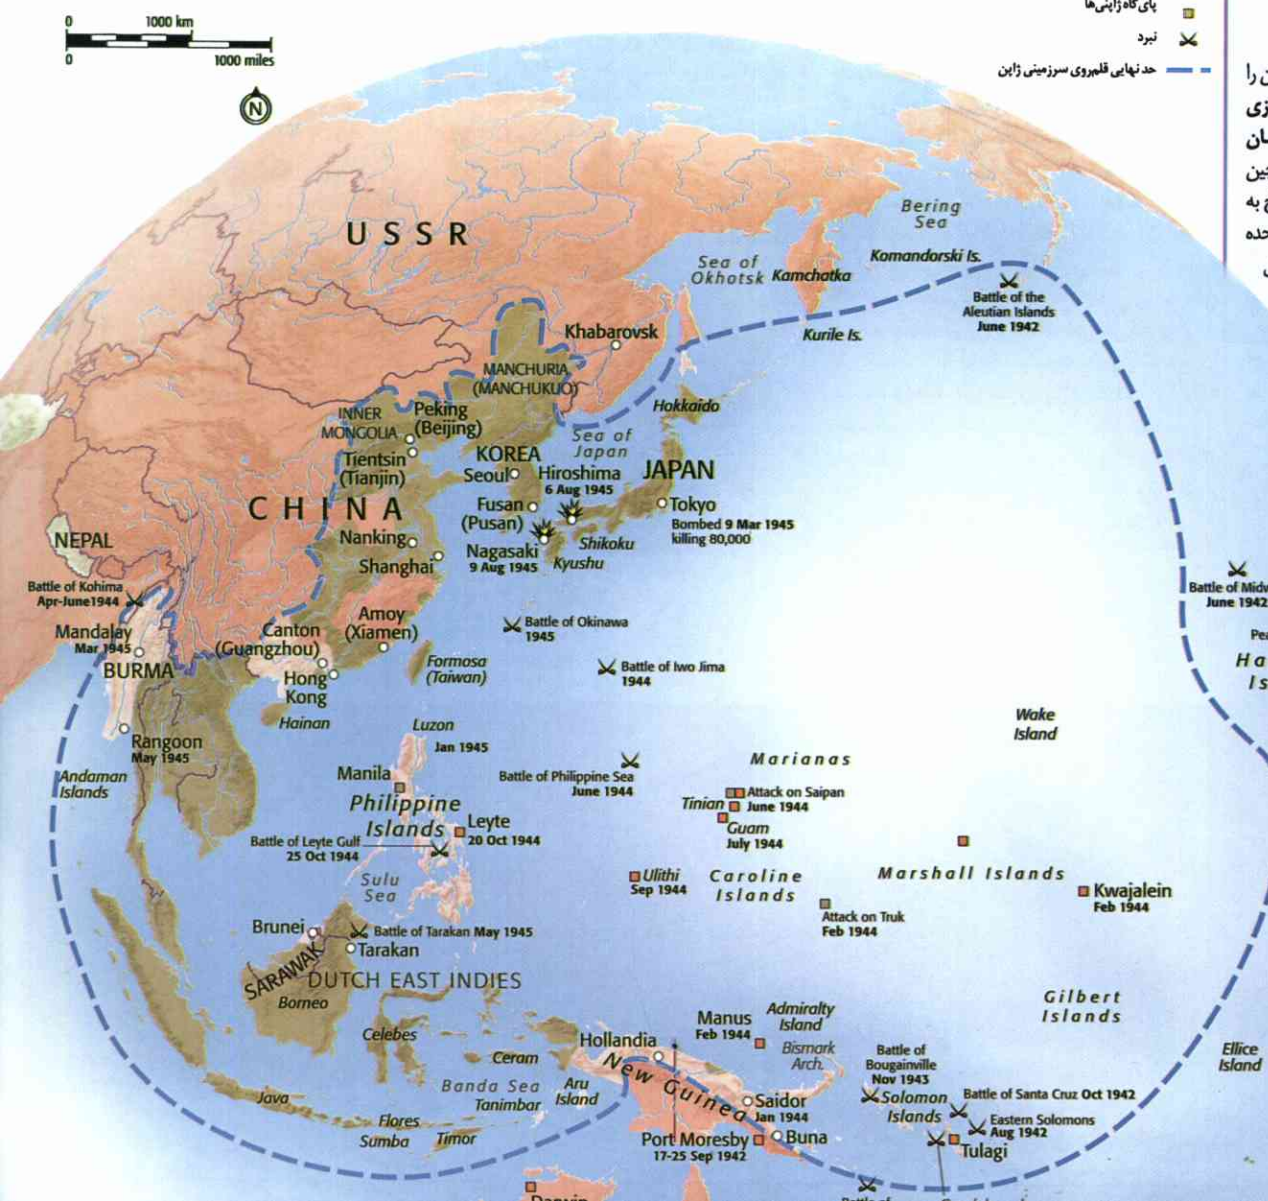 پای‌گاه ژاپنی‌ها
نبرد
حد نهایی قلمروی سرزمینی ژاپن
0 1000 km
0 1000 miles
N
USSR
Bering
Sea
Sea of
Okhotsk
Kamchatka
Komandorski Is.
Kurile Is.
Battle of the
Aleutian Islands
June 1942
Khabarovsk
MANCHURIA
(MANCHUKUO)
Hokkaido
INNER
MONGOLIA
Peking
(Beijing)
Sea of
Japan
Tientsin
(Tianjin)
KOREA
Seoul
Hiroshima
6 Aug 1945
JAPAN
CHINA
Fusan
(Pusan)
Tokyo
Bombed 9 Mar 1945
killing 80,000
NEPAL
Nanking
Shanghai
Nagasaki
9 Aug 1945
Shikoku
Kyushu
Battle of Kohima
Apr-June1944
Battle of Midw
June 1942
Mandalay
Mar 1945
BURMA
Canton
(Guangzhou)
Amoy
(Xiamen)
Battle of Okinawa
1945
Hong
Kong
Formosa
(Taiwan)
Battle of Iwo Jima
1944
Hainan
Rangoon
May 1945
Andaman
Islands
Luzon
Jan 1945
Wake
Island
Manila
Philippine
Islands
Battle of Philippine Sea
June 1944
Marianas
Attack on Saipan
June 1944
Tinian
Guam
July 1944
Leyte
20 Oct 1944
Battle of Leyte Gulf
25 Oct 1944
Sulu
Sea
Ulithi
Sep 1944
Caroline
Islands
Marshall Islands
Kwajalein
Feb 1944
Attack on Truk
Feb 1944
Brunei
Battle of Tarakan May 1945
Tarakan
SARAWAK
DUTCH EAST INDIES
Borneo
Gilbert
Islands
Celebes
Ceram
Hollandia
Manus
Feb 1944
Admiralty
Island
Bismark
Arch.
New Guinea
Battle of
Bougainville
Nov 1943
Ellice
Island
Java
Banda Sea
Tanimbar
Aru
Island
Saidor
Jan 1944
Solomon
Islands
Battle of Santa Cruz Oct 1942
Eastern Solomons
Aug 1942
Flores
Sumba
Timor
Port Moresby
17-25 Sep 1942
Buna
Tulagi
Darwin